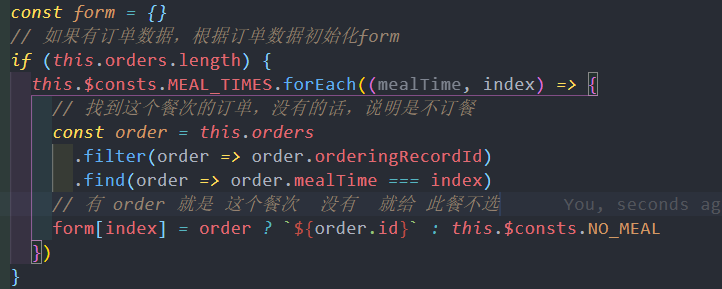 const form = {}
// 如果有订单数据，根据订单数据初始化form
if (this.orders.length) {
this.$consts.MEAL_TIMES.forEach((mealTime, index) => {
// 找到这个餐次的订单，没有的话，说明是不订餐
const order = this.orders
.filter(order => order.orderingRecordId)
.find(order => order.mealTime === index)
// 有 order 就是 这个餐次  没有  就给 此餐不选 You, seconds ag
form[index] = order ? `${order.id}` : this.$consts.NO_MEAL
})
}